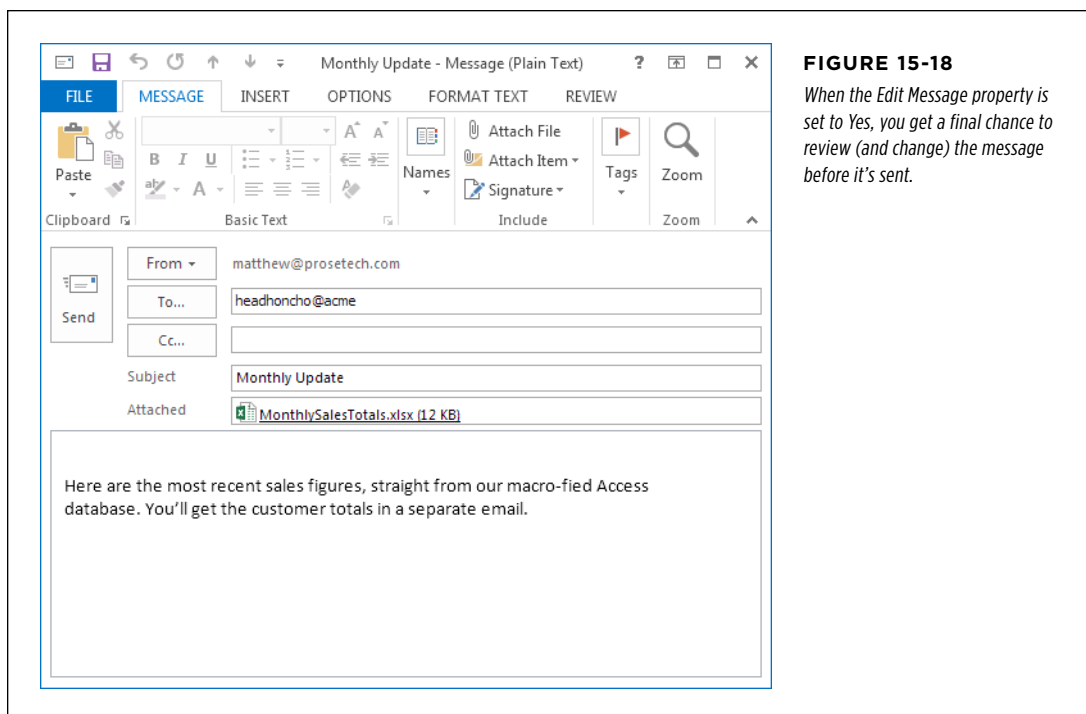 Monthly Update - Message (Plain Text) ?
FILE MESSAGE INSERT OPTIONS FORMAT TEXT REVIEW
Paste
B I U
A A
aby A
Names
Attach File
Attach Item
Signature
Tags
Zoom
Clipboard Basic Text Include Zoom
Send
From matthew@prosetech.com
To... headhoncho@acme
Cc...
Subject Monthly Update
Attached MonthlySalesTotals.xlsx (12 KB)
Here are the most recent sales figures, straight from our macro-fied Access
database. You’ll get the customer totals in a separate email.
FIGURE 15-18
When the Edit Message property is
set to Yes, you get a final chance to
review (and change) the message
before it’s sent.